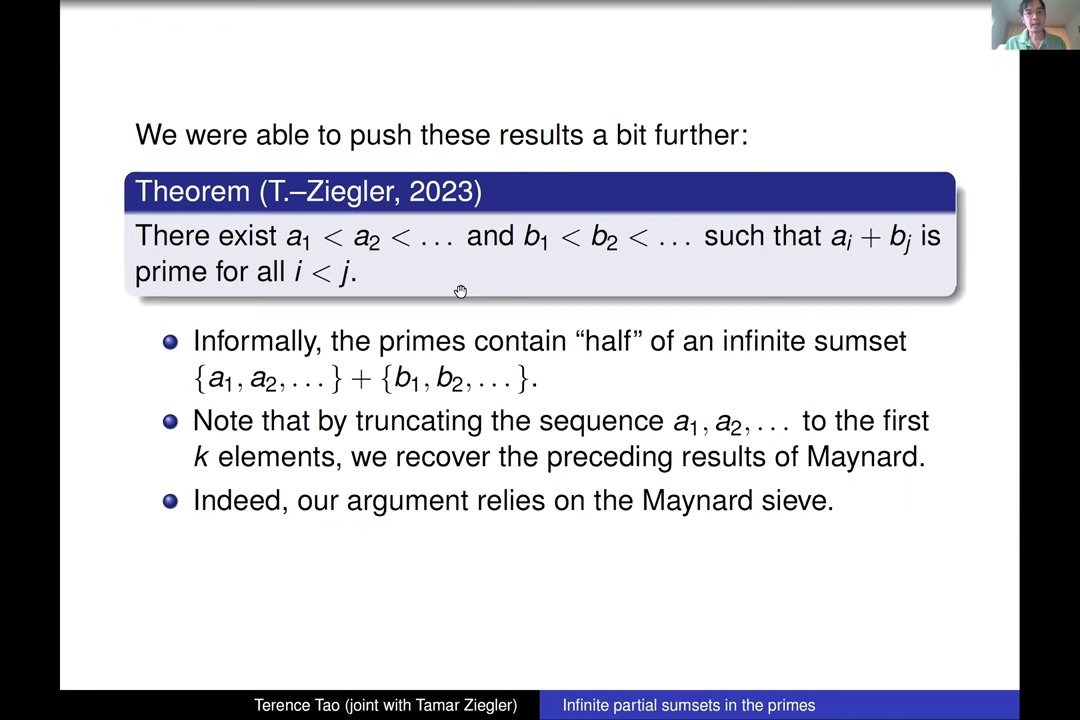 We were able to push these results a bit further:
Theorem (T.–Ziegler, 2023)
There exist a₁ < a₂ < … and b₁ < b₂ < … such that aᵢ + bⱼ is
prime for all i < j.
Informally, the primes contain “half” of an infinite sumset
{a₁, a₂, …} + {b₁, b₂, …}.
Note that by truncating the sequence a₁, a₂, … to the first
k elements, we recover the preceding results of Maynard.
Indeed, our argument relies on the Maynard sieve.
Terence Tao (joint with Tamar Ziegler)
Infinite partial sumsets in the primes